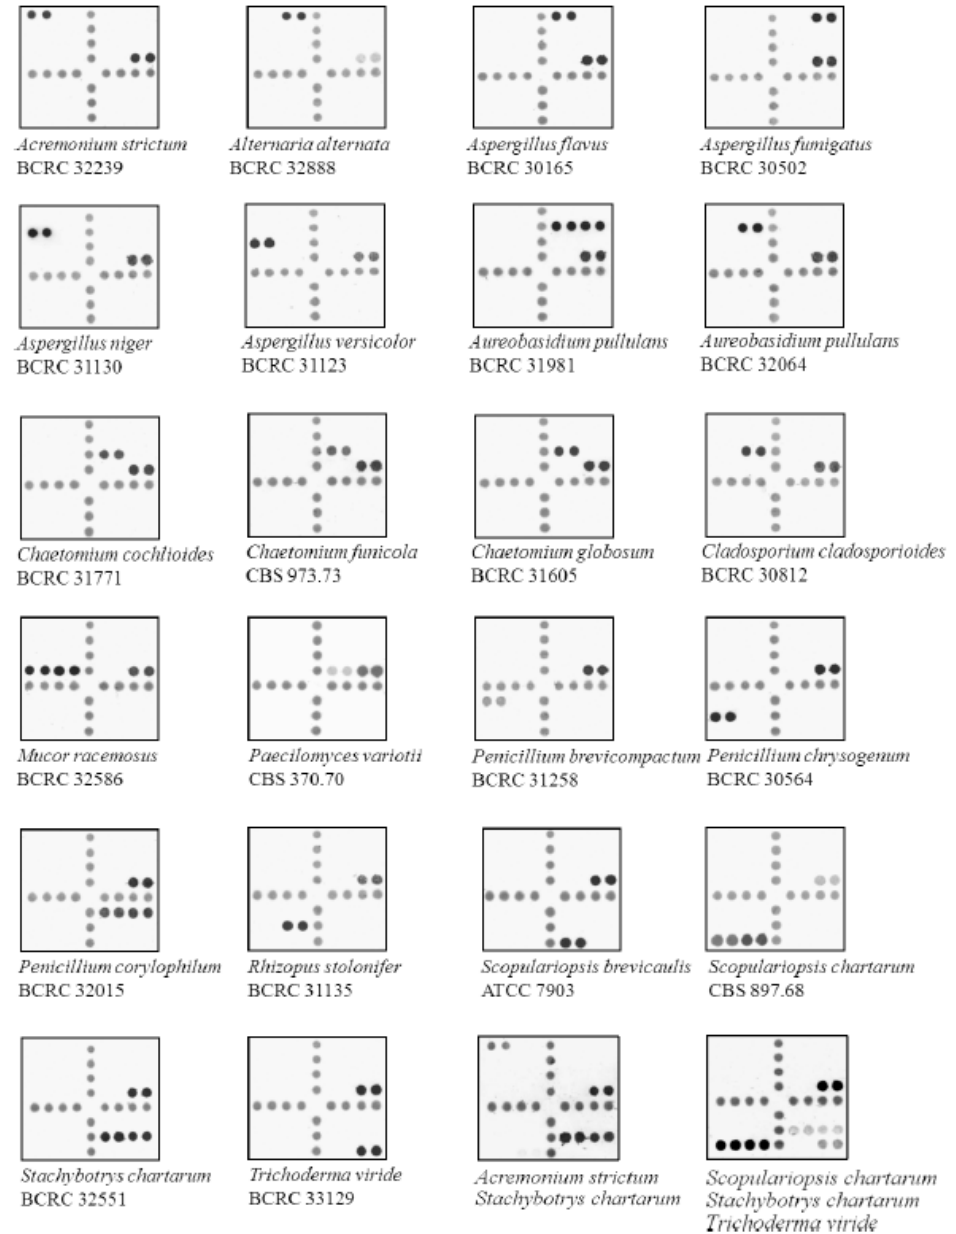 Acremonium strictum
BCRC 32239
Alternaria alternata
BCRC 32888
Aspergillus flavus
BCRC 30165
Aspergillus fumigatus
BCRC 30502
Aspergillus niger
BCRC 31130
Aspergillus versicolor
BCRC 31123
Aureobasidium pullulans
BCRC 31981
Aureobasidium pullulans
BCRC 32064
Chaetomium cochlioides
BCRC 31771
Chaetomium funicola
CBS 973.73
Chaetomium globosum
BCRC 31605
Cladosporium cladosporioides
BCRC 30812
Mucor racemosus
BCRC 32586
Paecilomyces variotii
CBS 370.70
Penicillium brevicompactum
BCRC 31258
Penicillium chrysogenum
BCRC 30564
Penicillium corylophilum
BCRC 32015
Rhizopus stolonifer
BCRC 31135
Scopulariopsis brevicaulis
ATCC 7903
Scopulariopsis chartarum
CBS 897.68
Stachybotrys chartarum
BCRC 32551
Trichoderma viride
BCRC 33129
Acremonium strictum
Stachybotrys chartarum
Scopulariopsis chartarum
Stachybotrys chartarum
Trichoderma viride